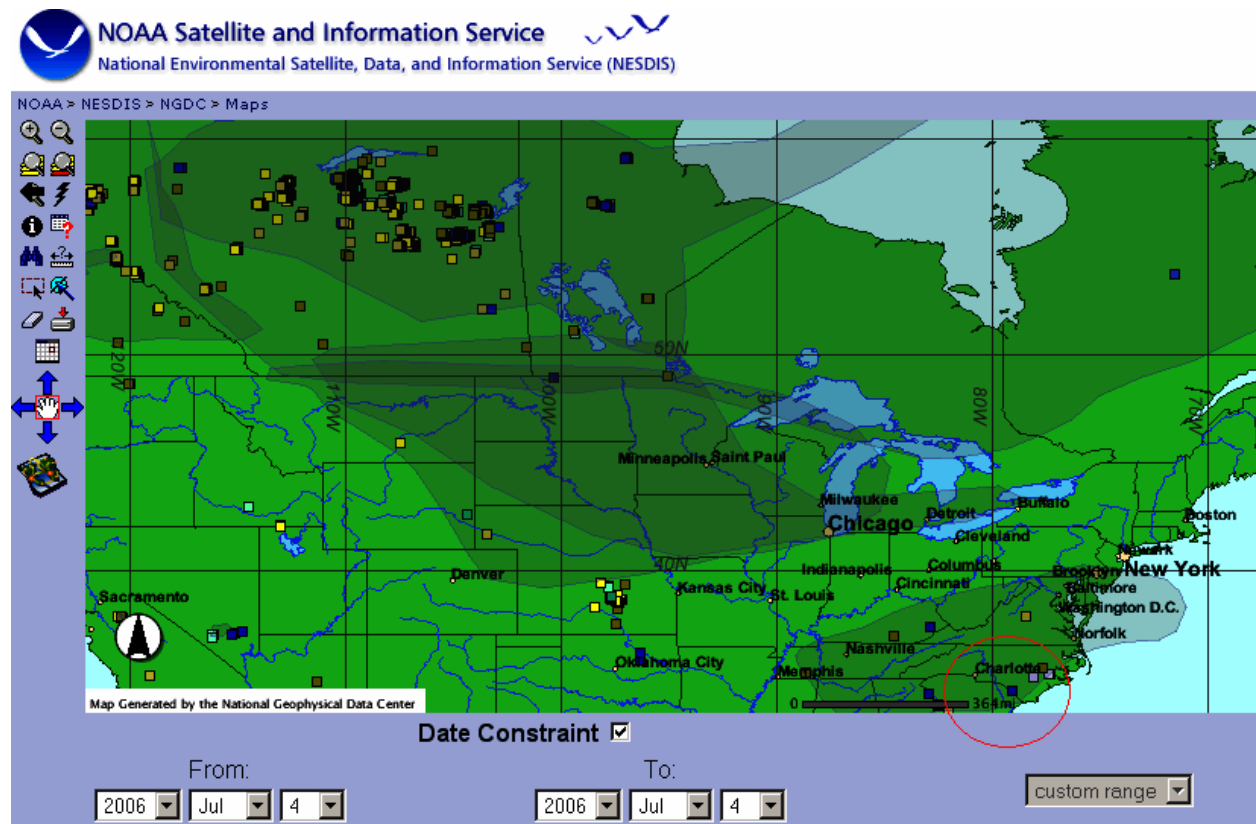 NOAA Satellite and Information Service
National Environmental Satellite, Data, and Information Service (NESDIS)
NOAA > NESDIS > NGDC > Maps
50N
120W
110W
100W
90W
80W
70W
Minneapolis Saint Paul
Milwaukee
Chicago
Detroit
Buffalo
Boston
Cleveland
Newark
40N
Indianapolis
Columbus
Brooklyn
New York
Denver
Kansas City
St. Louis
Cincinnati
Baltimore
Sacramento
Washington D.C.
Norfolk
Nashville
Oklahoma City
Memphis
Charlotte
Map Generated by the National Geophysical Data Center
0 364mi
Date Constraint
From:
To:
2006 Jul 4
2006 Jul 4
custom range